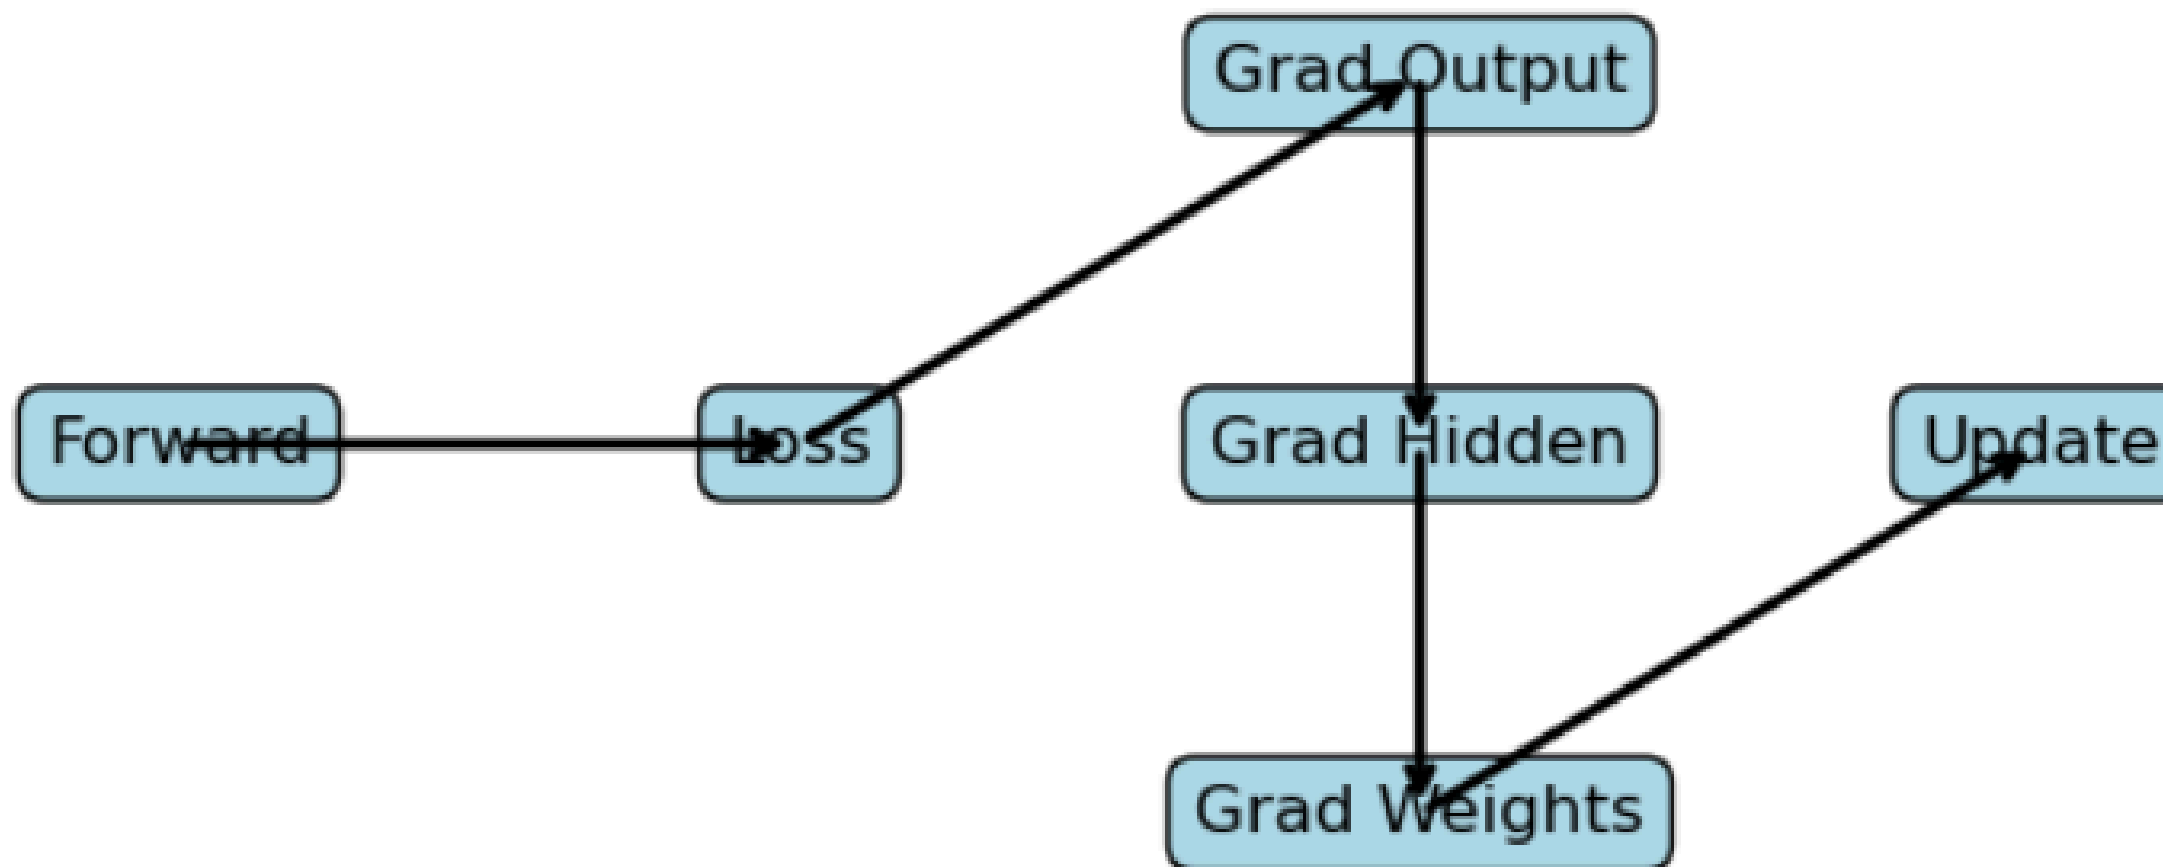 Grad Output
Forward
Loss
Grad Hidden
Update
Grad Weights